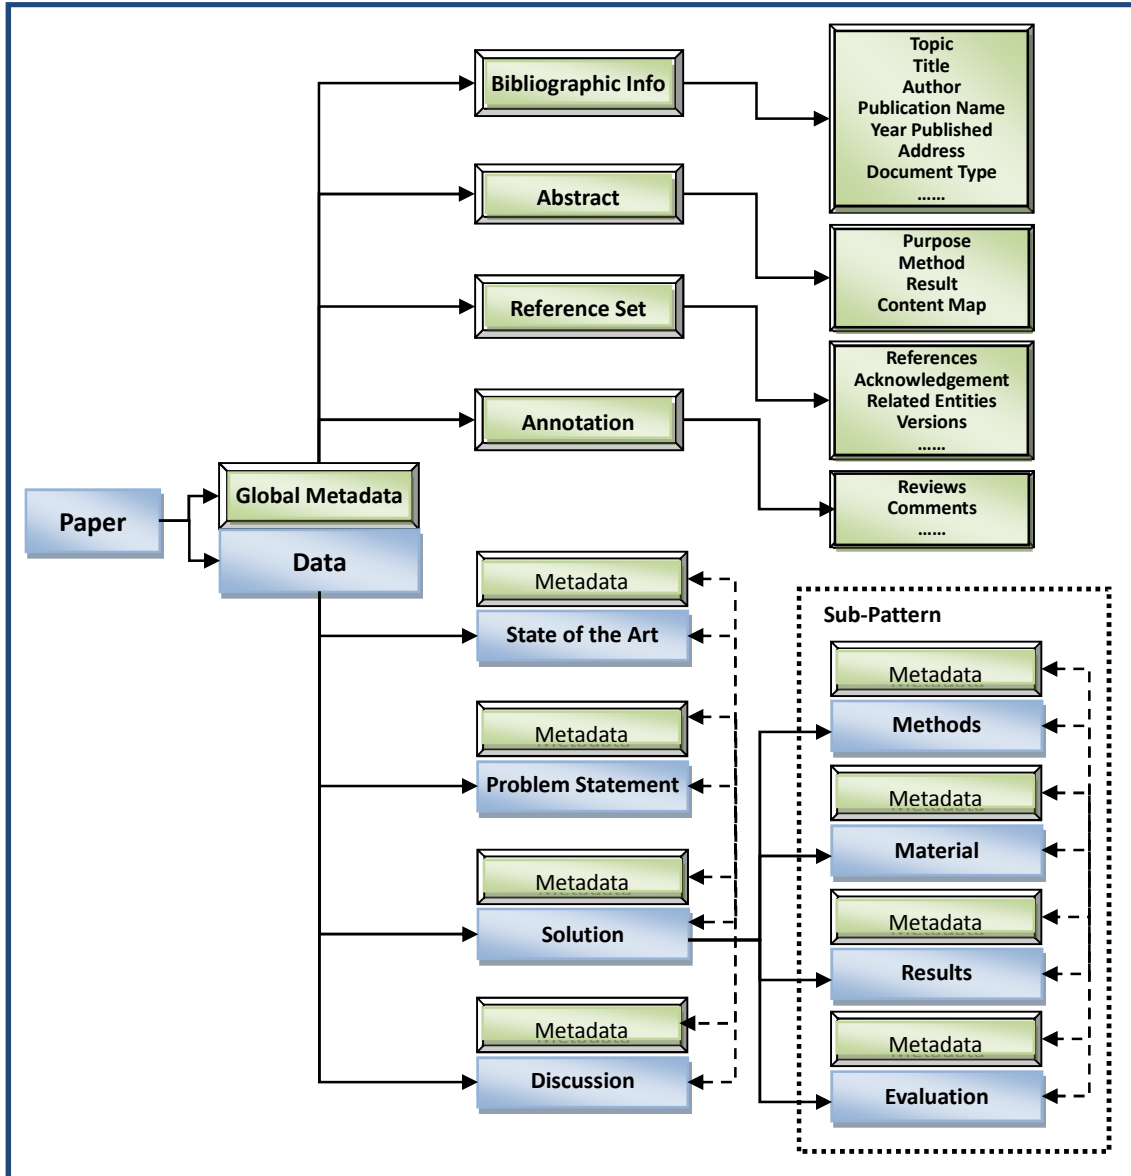 Bibliographic Info
Topic
Title
Author
Publication Name
Year Published
Address
Document Type
......
Abstract
Purpose
Method
Result
Content Map
Reference Set
References
Acknowledgement
Related Entities
Versions
......
Annotation
Reviews
Comments
......
Paper
Global Metadata
Data
Metadata
State of the Art
Metadata
Problem Statement
Metadata
Solution
Metadata
Discussion
Sub-Pattern
Metadata
Methods
Metadata
Material
Metadata
Results
Metadata
Evaluation